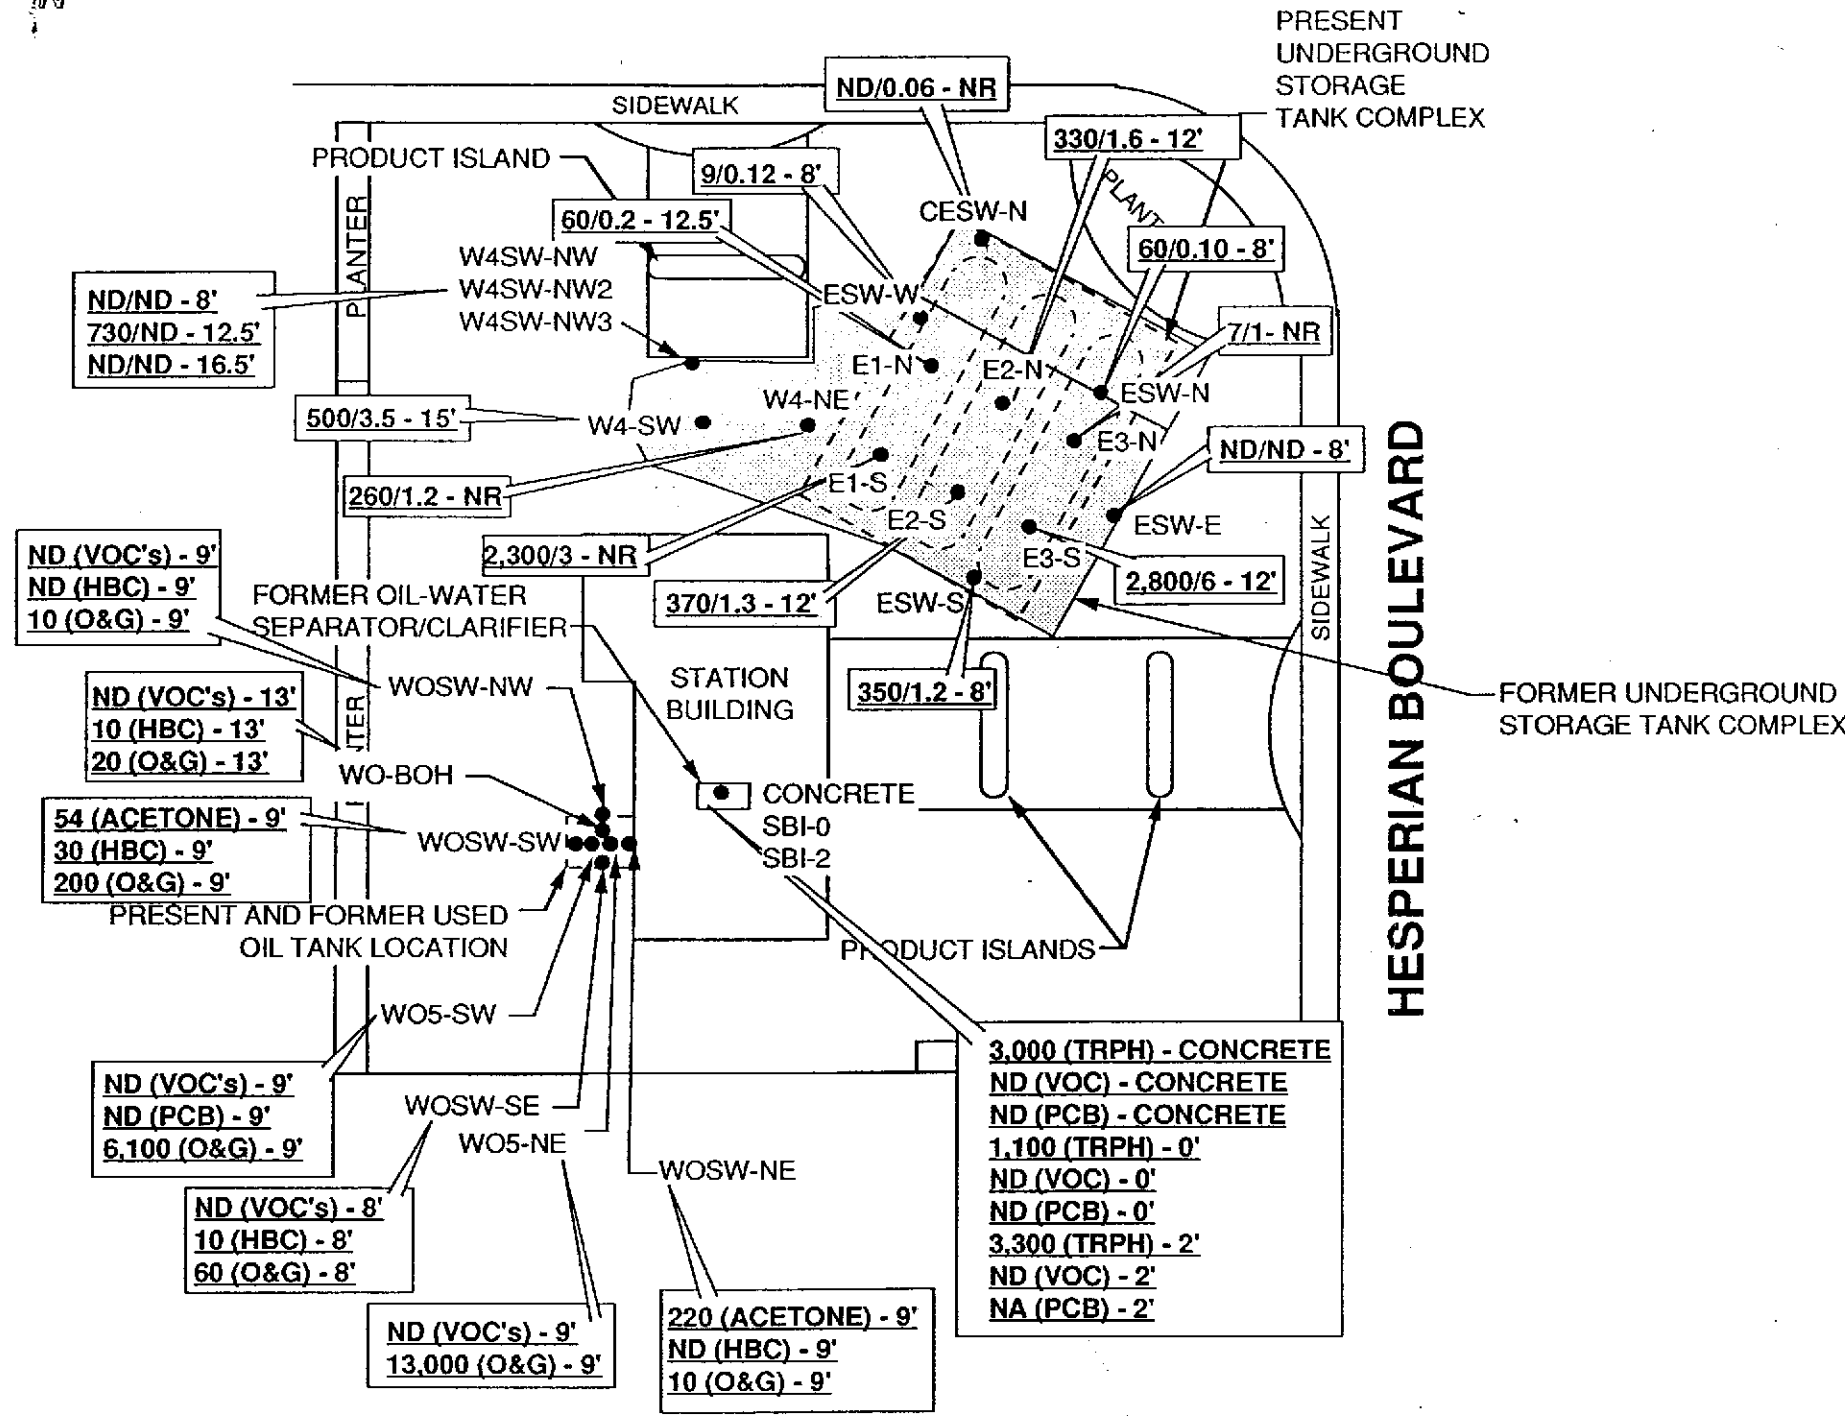 PRESENT
UNDERGROUND
STORAGE
TANK COMPLEX
ND/0.06 - NR
SIDEWALK
330/1.6 - 12'
PRODUCT ISLAND
9/0.12 - 8'
PLANT
PLANTER
60/0.2 - 12.5'
CESW-N
60/0.10 - 8'
W4SW-NW
W4SW-NW2
W4SW-NW3
ND/ND - 8'
730/ND - 12.5'
ND/ND - 16.5'
ESW-W
7/1- NR
E1-N
E2-N
ESW-N
W4-NE
500/3.5 - 15'
W4-SW
E3-N
ND/ND - 8'
260/1.2 - NR
E1-S
E2-S
ESW-E
SIDEWALK
HESPERIAN BOULEVARD
2,300/3 - NR
E3-S
2,800/6 - 12'
370/1.3 - 12'
ESW-S
350/1.2 - 8'
ND (VOC's) - 9'
ND (HBC) - 9'
10 (O&G) - 9'
FORMER OIL-WATER
SEPARATOR/CLARIFIER
STATION
BUILDING
FORMER UNDERGROUND
STORAGE TANK COMPLEX
WOSW-NW
ND (VOC's) - 13'
10 (HBC) - 13'
20 (O&G) - 13'
NTER
WO-BOH
CONCRETE
SBI-0
SBI-2
54 (ACETONE) - 9'
30 (HBC) - 9'
200 (O&G) - 9'
WOSW-SW
PRESENT AND FORMER USED
OIL TANK LOCATION
PRODUCT ISLANDS
WO5-SW
3,000 (TRPH) - CONCRETE
ND (VOC) - CONCRETE
ND (PCB) - CONCRETE
1,100 (TRPH) - 0'
ND (VOC) - 0'
ND (PCB) - 0'
3,300 (TRPH) - 2'
ND (VOC) - 2'
NA (PCB) - 2'
ND (VOC's) - 9'
ND (PCB) - 9'
6,100 (O&G) - 9'
WOSW-SE
WO5-NE
WOSW-NE
ND (VOC's) - 8'
10 (HBC) - 8'
60 (O&G) - 8'
ND (VOC's) - 9'
13,000 (O&G) - 9'
220 (ACETONE) - 9'
ND (HBC) - 9'
10 (O&G) - 9'